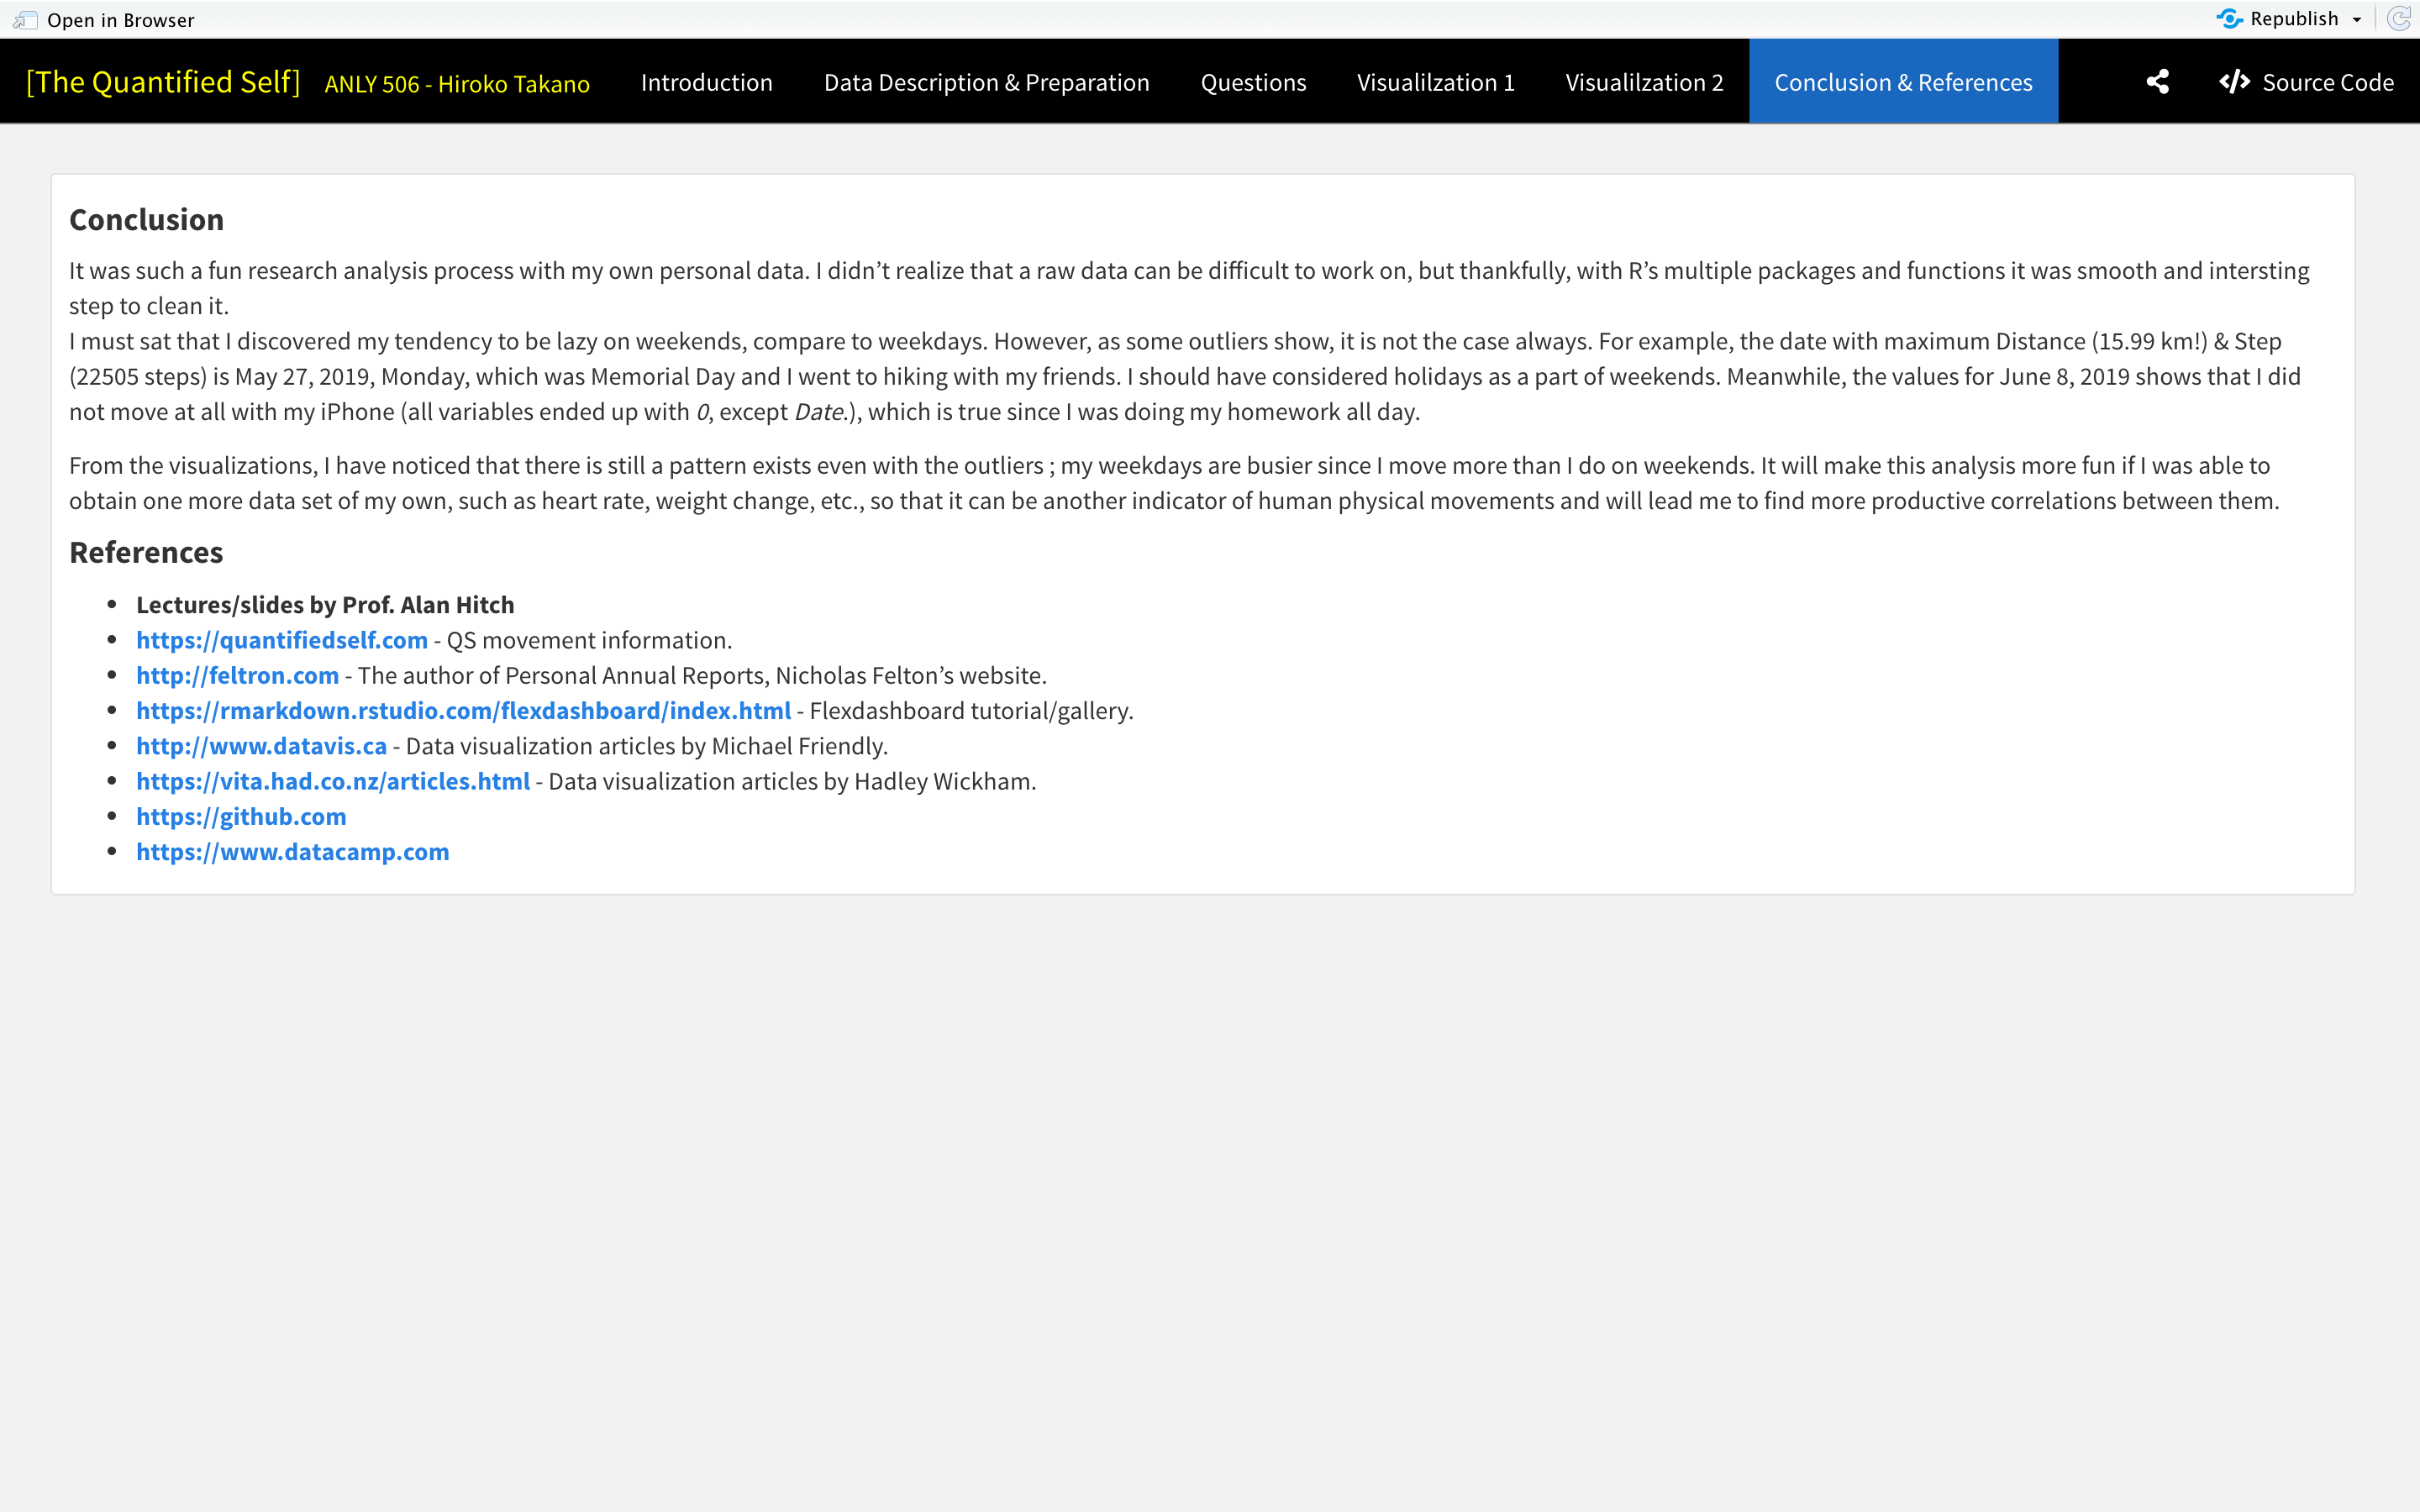 Open in Browser
Republish
[The Quantified Self] ANLY 506 - Hiroko Takano Introduction Data Description & Preparation Questions Visualilzation 1 Visualilzation 2 Conclusion & References Source Code
Conclusion
It was such a fun research analysis process with my own personal data. I didn’t realize that a raw data can be difficult to work on, but thankfully, with R’s multiple packages and functions it was smooth and intersting
step to clean it.
I must sat that I discovered my tendency to be lazy on weekends, compare to weekdays. However, as some outliers show, it is not the case always. For example, the date with maximum Distance (15.99 km!) & Step
(22505 steps) is May 27, 2019, Monday, which was Memorial Day and I went to hiking with my friends. I should have considered holidays as a part of weekends. Meanwhile, the values for June 8, 2019 shows that I did
not move at all with my iPhone (all variables ended up with 0, except Date.), which is true since I was doing my homework all day.
From the visualizations, I have noticed that there is still a pattern exists even with the outliers ; my weekdays are busier since I move more than I do on weekends. It will make this analysis more fun if I was able to
obtain one more data set of my own, such as heart rate, weight change, etc., so that it can be another indicator of human physical movements and will lead me to find more productive correlations between them.
References
• Lectures/slides by Prof. Alan Hitch
• https://quantifiedself.com - QS movement information.
• http://feltron.com - The author of Personal Annual Reports, Nicholas Felton’s website.
• https://rmarkdown.rstudio.com/flexdashboard/index.html - Flexdashboard tutorial/gallery.
• http://www.datavis.ca - Data visualization articles by Michael Friendly.
• https://vita.had.co.nz/articles.html - Data visualization articles by Hadley Wickham.
• https://github.com
• https://www.datacamp.com